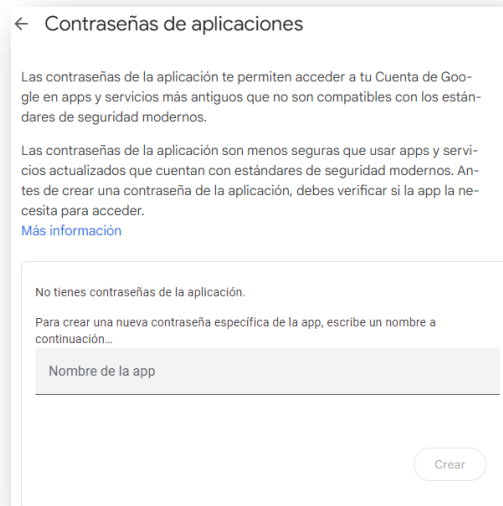 Contraseñas de aplicaciones
Las contraseñas de la aplicación te permiten acceder a tu Cuenta de Goo-
gle en apps y servicios más antiguos que no son compatibles con los están-
dares de seguridad modernos.
Las contraseñas de la aplicación son menos seguras que usar apps y servi-
cios actualizados que cuentan con estándares de seguridad modernos. An-
tes de crear una contraseña de la aplicación, debes verificar si la app la ne-
cesita para acceder.
Más información
No tienes contraseñas de la aplicación.
Para crear una nueva contraseña específica de la app, escribe un nombre a
continuación...
Nombre de la app
Crear